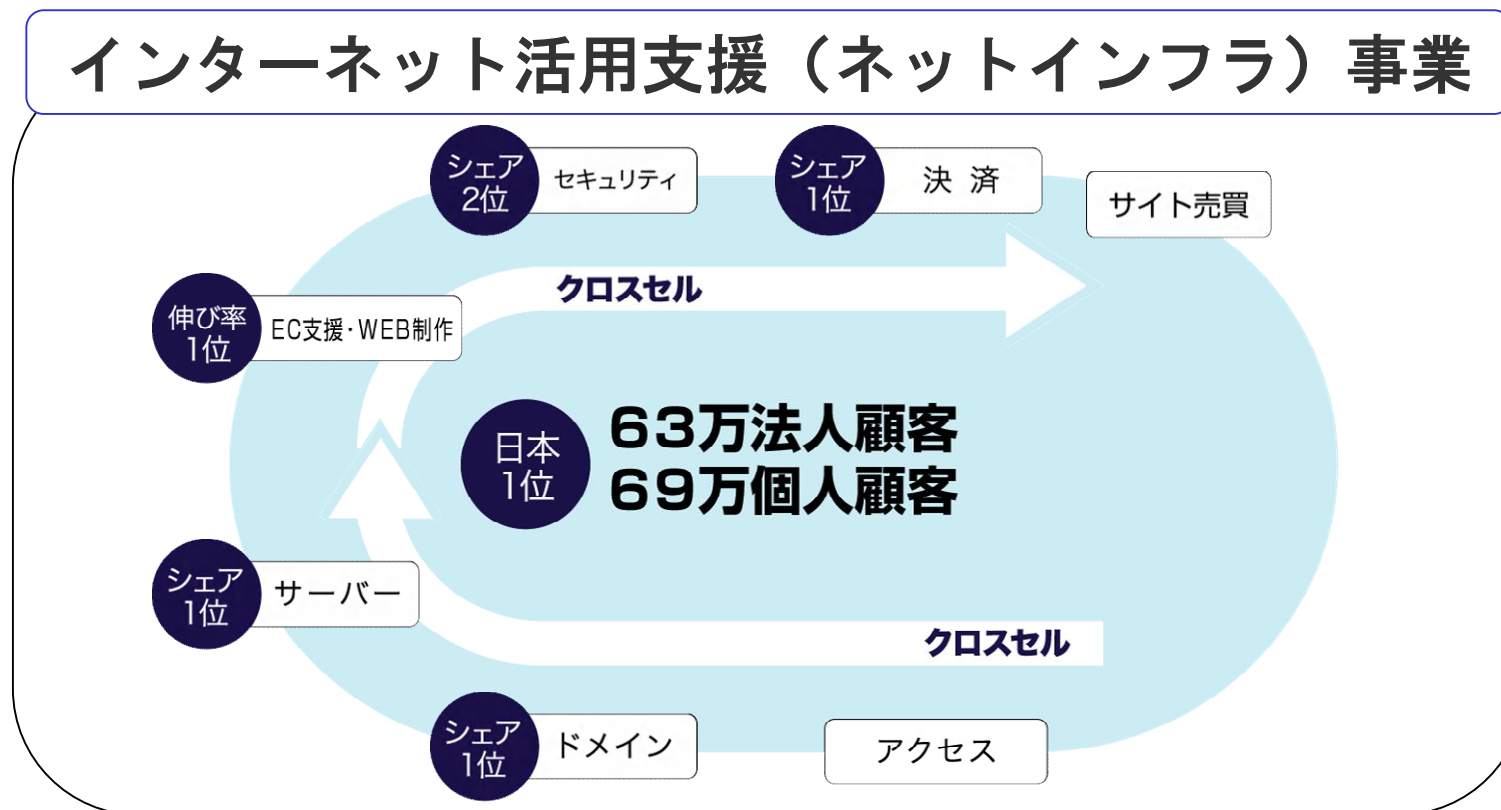 インターネット活用支援（ネットインフラ）事業
シェア
2位
セキュリティ
シェア
1位
決 済
サイト売買
クロスセル
伸び率
1位
EC支援・WEB制作
日本
1位
６３万法人顧客
６９万個人顧客
シェア
1位
サーバー
クロスセル
シェア
1位
ドメイン
アクセス